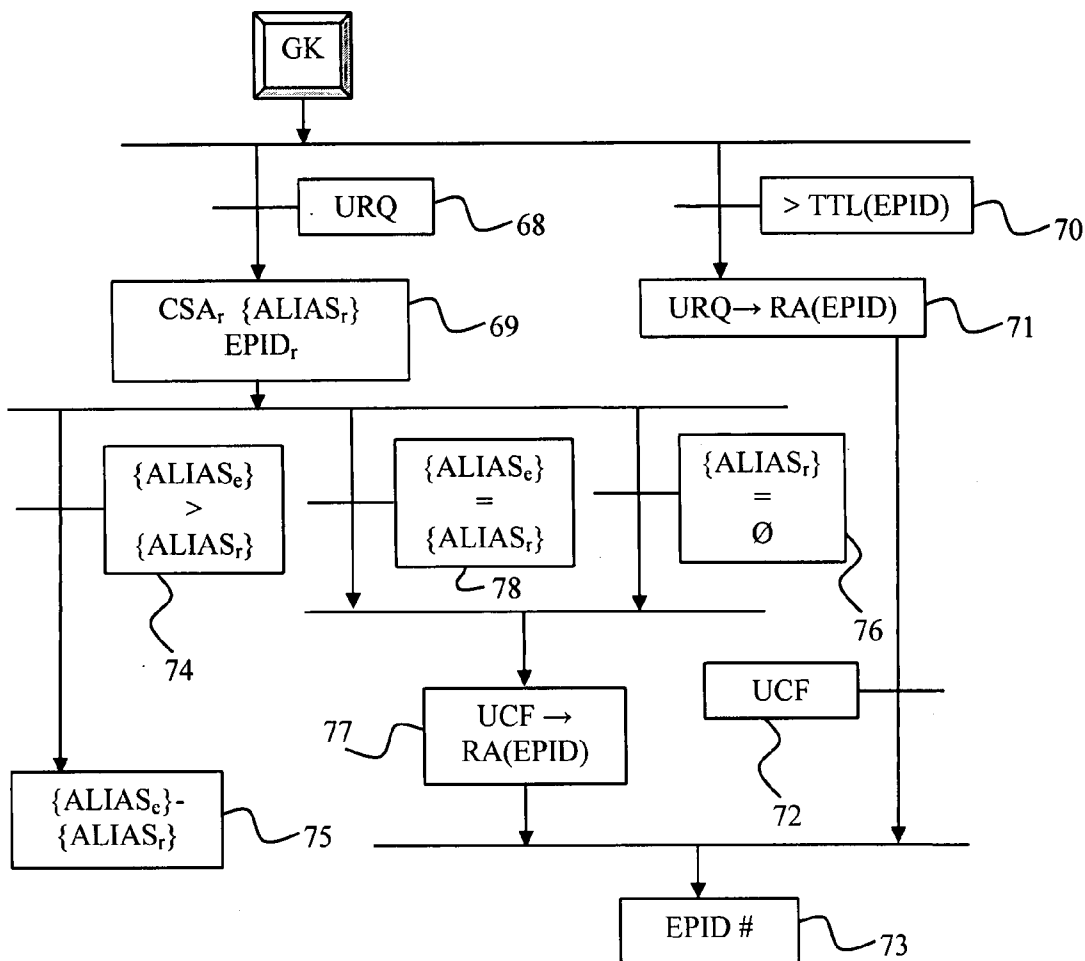 GK
URQ
68
> TTL(EPID)
70
CSAᵣ {ALIASᵣ}
EPIDᵣ
69
URQ→ RA(EPID)
71
{ALIASₑ}
>
{ALIASᵣ}
74
{ALIASₑ}
=
{ALIASᵣ}
78
{ALIASᵣ}
=
Ø
76
UCF →
RA(EPID)
77
UCF
72
{ALIASₑ}-
{ALIASᵣ}
75
EPID #
73